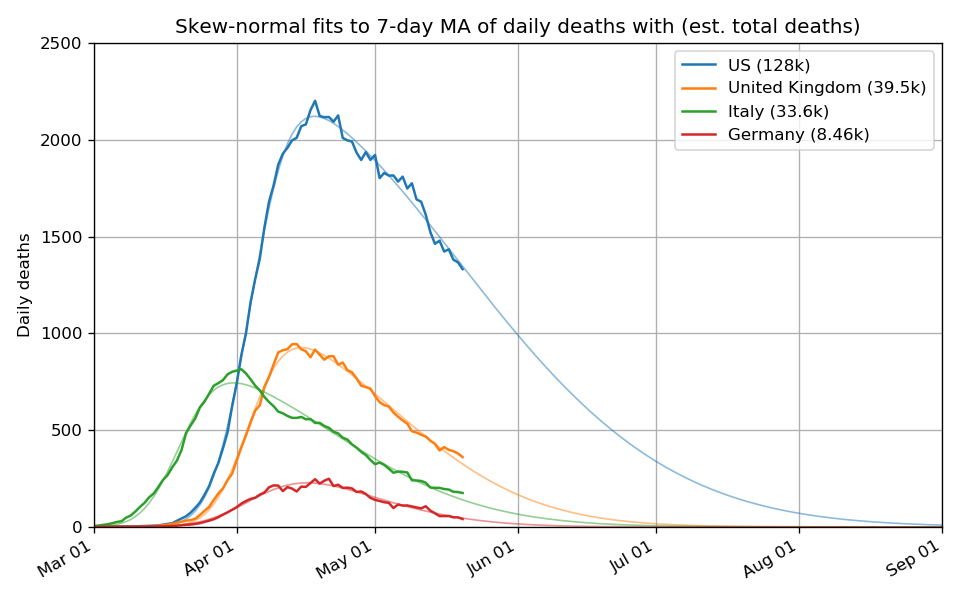 Skew-normal fits to 7-day MA of daily deaths with (est. total deaths)
2500
2000
1500
1000
500
0
Daily deaths
US (128k)
United Kingdom (39.5k)
Italy (33.6k)
Germany (8.46k)
Mar 01
Apr 01
May 01
Jun 01
Jul 01
Aug 01
Sep 01